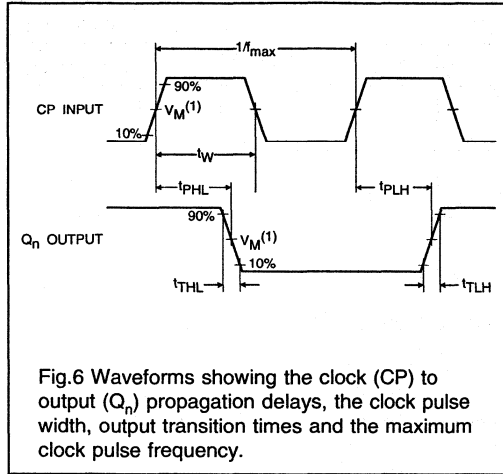 1/fmax
90%
CP INPUT
VM(1)
10%
tW
tPHL
tPLH
90%
Qn OUTPUT
VM(1)
10%
tTHL
tTLH
Fig.6 Waveforms showing the clock (CP) to
output (Qn) propagation delays, the clock pulse
width, output transition times and the maximum
clock pulse frequency.